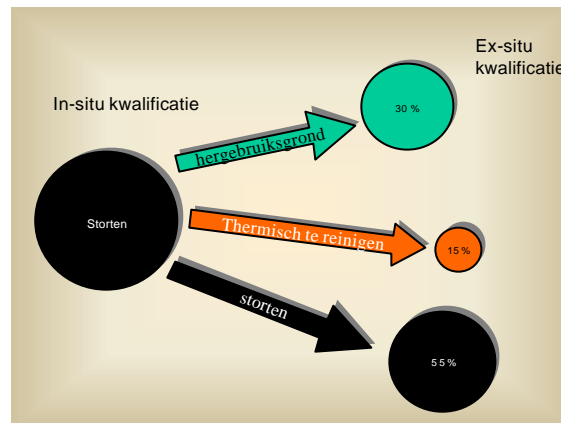 Ex-situ
kwalificatie
In-situ kwalificatie
30 %
hergebruiksgrond
Storten
Thermisch te reinigen
15 %
storten
55 %